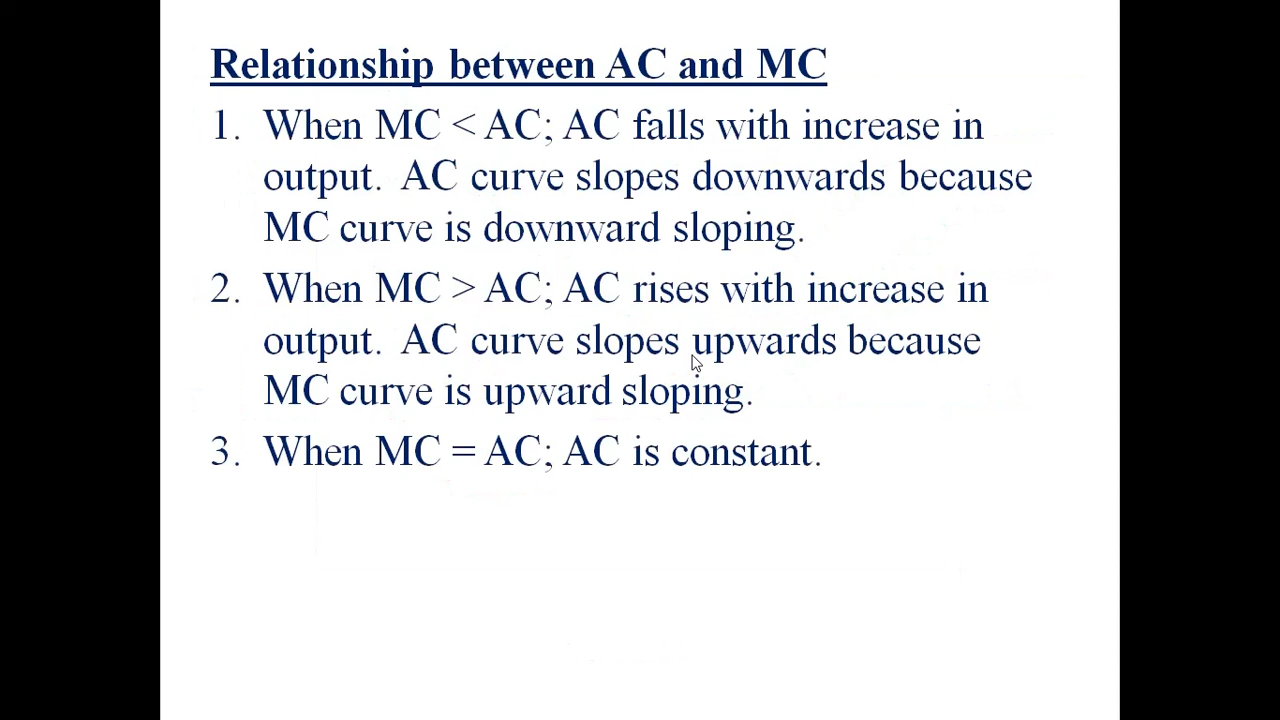 Relationship between AC and MC
1. When MC < AC; AC falls with increase in
output. AC curve slopes downwards because
MC curve is downward sloping.
2. When MC > AC; AC rises with increase in
output. AC curve slopes upwards because
MC curve is upward sloping.
3. When MC = AC; AC is constant.